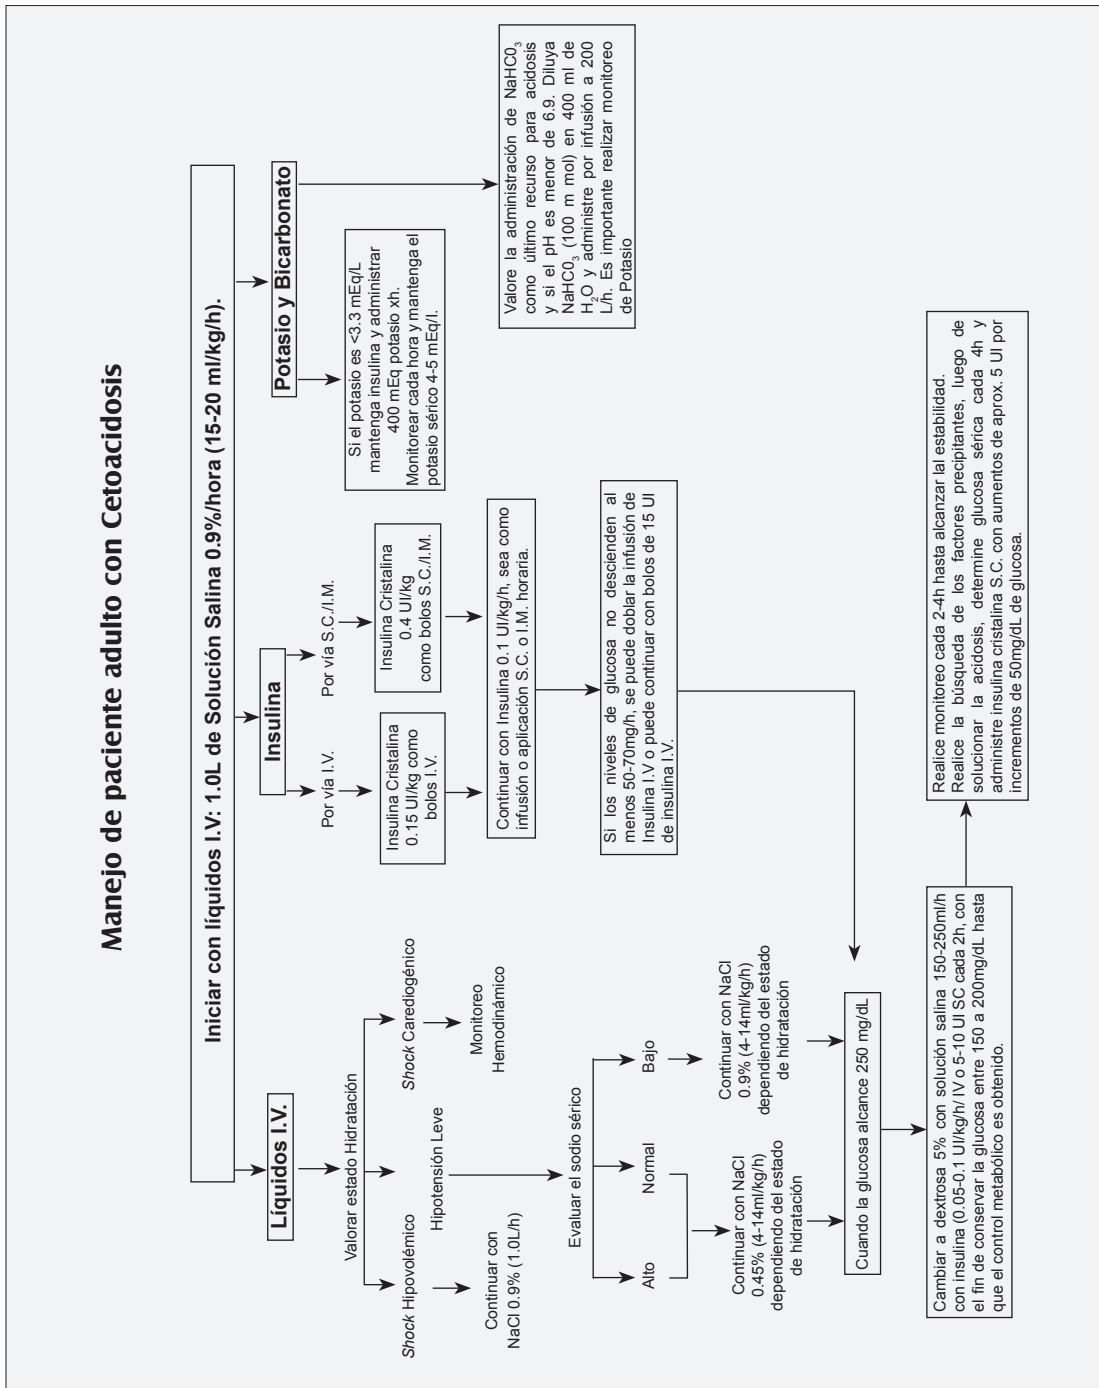 Manejo de paciente adulto con Cetoacidosis
Iniciar con líquidos I.V: 1.0L de Solución Salina 0.9%/hora (15-20 ml/kg/h).
Líquidos I.V.
Valorar estado Hidratación
Shock Hipovolémico
Continuar con
NaCl 0.9% (1.0L/h)
Hipotensión Leve
Shock Carediogénico
Monitoreo
Hemodinámico
Evaluar el sodio sérico
Alto
Normal
Bajo
Continuar con NaCl
0.45% (4-14ml/kg/h)
dependiendo del estado
de hidratación
Continuar con NaCl
0.9% (4-14ml/kg/h)
dependiendo del estado
de hidratación
Insulina
Por vía I.V.
Por vía S.C./I.M.
Insulina Cristalina
0.15 UI/kg como
bolos I.V.
Insulina Cristalina
0.4 UI/kg
como bolos S.C./I.M.
Continuar con Insulina 0.1 UI/kg/h, sea como
infusión o aplicación S.C. o I.M. horaria.
Si los niveles de glucosa no descienden al
menos 50-70mg/h, se puede doblar la infusión de
Insulina I.V o puede continuar con bolos de 15 UI
de insulina I.V.
Potasio y Bicarbonato
Si el potasio es <3.3 mEq/L
mantenga insulina y administrar
400 mEq potasio xh.
Monitorear cada hora y mantenga el
potasio sérico 4-5 mEq/l.
Valore la administración de NaHC0₃
como último recurso para acidosis
y si el pH es menor de 6.9. Diluya
NaHC0₃ (100 m mol) en 400 ml de
H₂O y administre por infusión a 200
L/h. Es importante realizar monitoreo
de Potasio
Cuando la glucosa alcance 250 mg/dL
Cambiar a dextrosa 5% con solución salina 150-250ml/h
con insulina (0.05-0.1 UI/kg/h/ IV o 5-10 UI SC cada 2h, con
el fin de conservar la glucosa entre 150 a 200mg/dL hasta
que el control metabólico es obtenido.
Realice monitoreo cada 2-4h hasta alcanzar lal estabilidad.
Realice la búsqueda de los factores precipitantes, luego de
solucionar la acidosis, determine glucosa sérica cada 4h y
administre insulina cristalina S.C. con aumentos de aprox. 5 UI por
incrementos de 50mg/dL de glucosa.